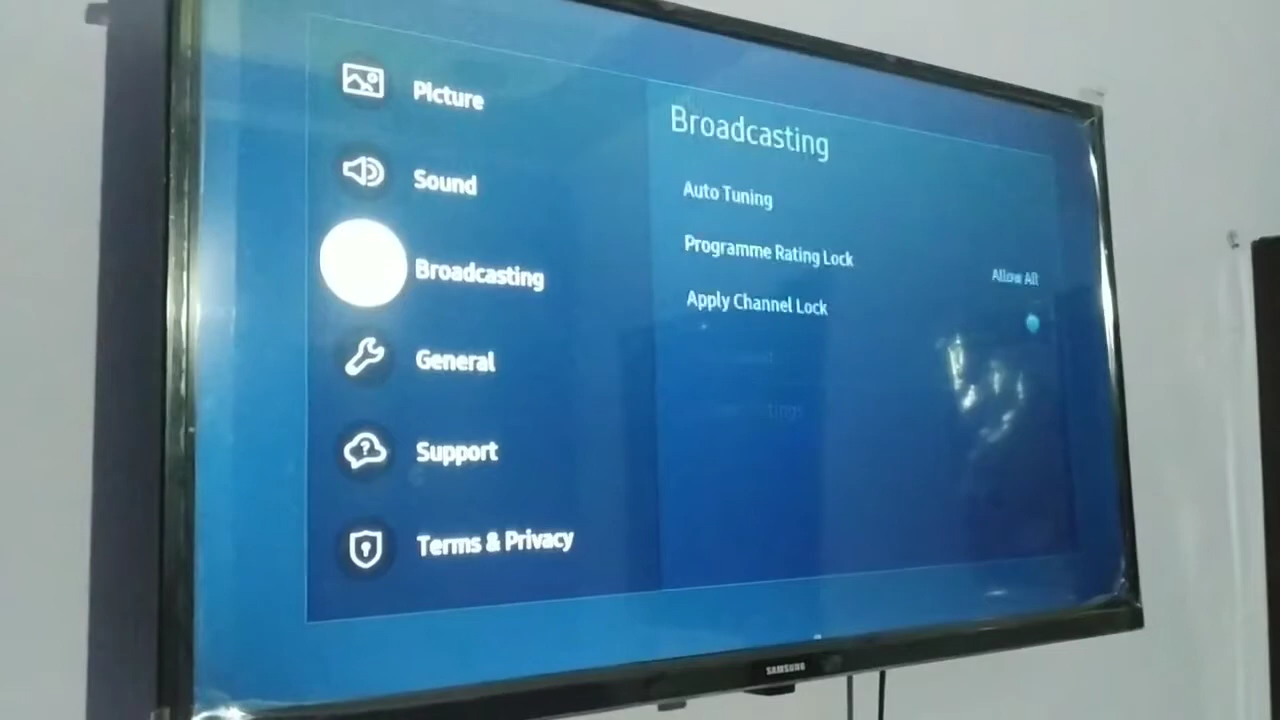 Picture
Sound
Broadcasting
General
Support
Terms & Privacy
Broadcasting
Auto Tuning
Programme Rating Lock
Allow All
Apply Channel Lock
SAMSUNG